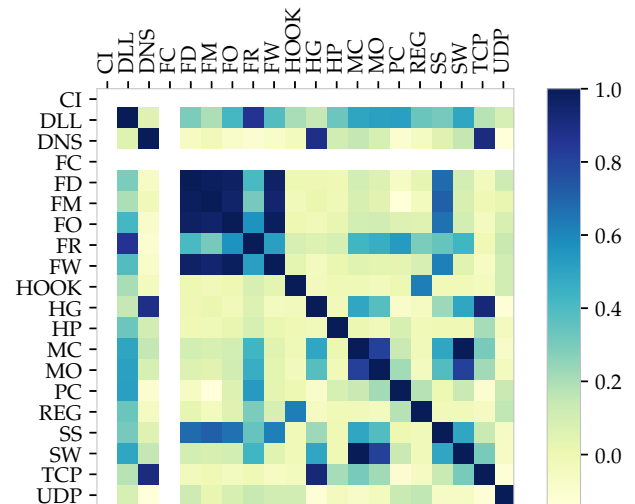 CI DLL DNS FC FD FM FO FR FW HOOK HG HP MC MO PC REG SS SW TCP UDP
CI
DLL
DNS
FC
FD
FM
FO
FR
FW
HOOK
HG
HP
MC
MO
PC
REG
SS
SW
TCP
UDP
1.0
0.8
0.6
0.4
0.2
0.0